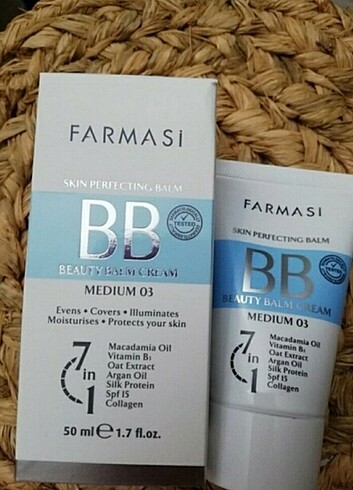 FARMASi
SKIN PERFECTING BALM
BB
TESTED
BEAUTY BALM CREAM
MEDIUM 03
Evens • Covers • Illuminates
Moisturises • Protects your skin
7 in 1
Macadamia Oil
Vitamin B₅
Oat Extract
Argan Oil
Silk Protein
Spf 15
Collagen
50 ml e 1.7 fl.oz.
FARMASi
SKIN PERFECTING BALM
BB
BEAUTY BALM CREAM
MEDIUM 03
7 in 1
Macadamia Oil
Vitamin B₅
Oat Extract
Argan Oil
Silk Protein
Spf 15
Collagen